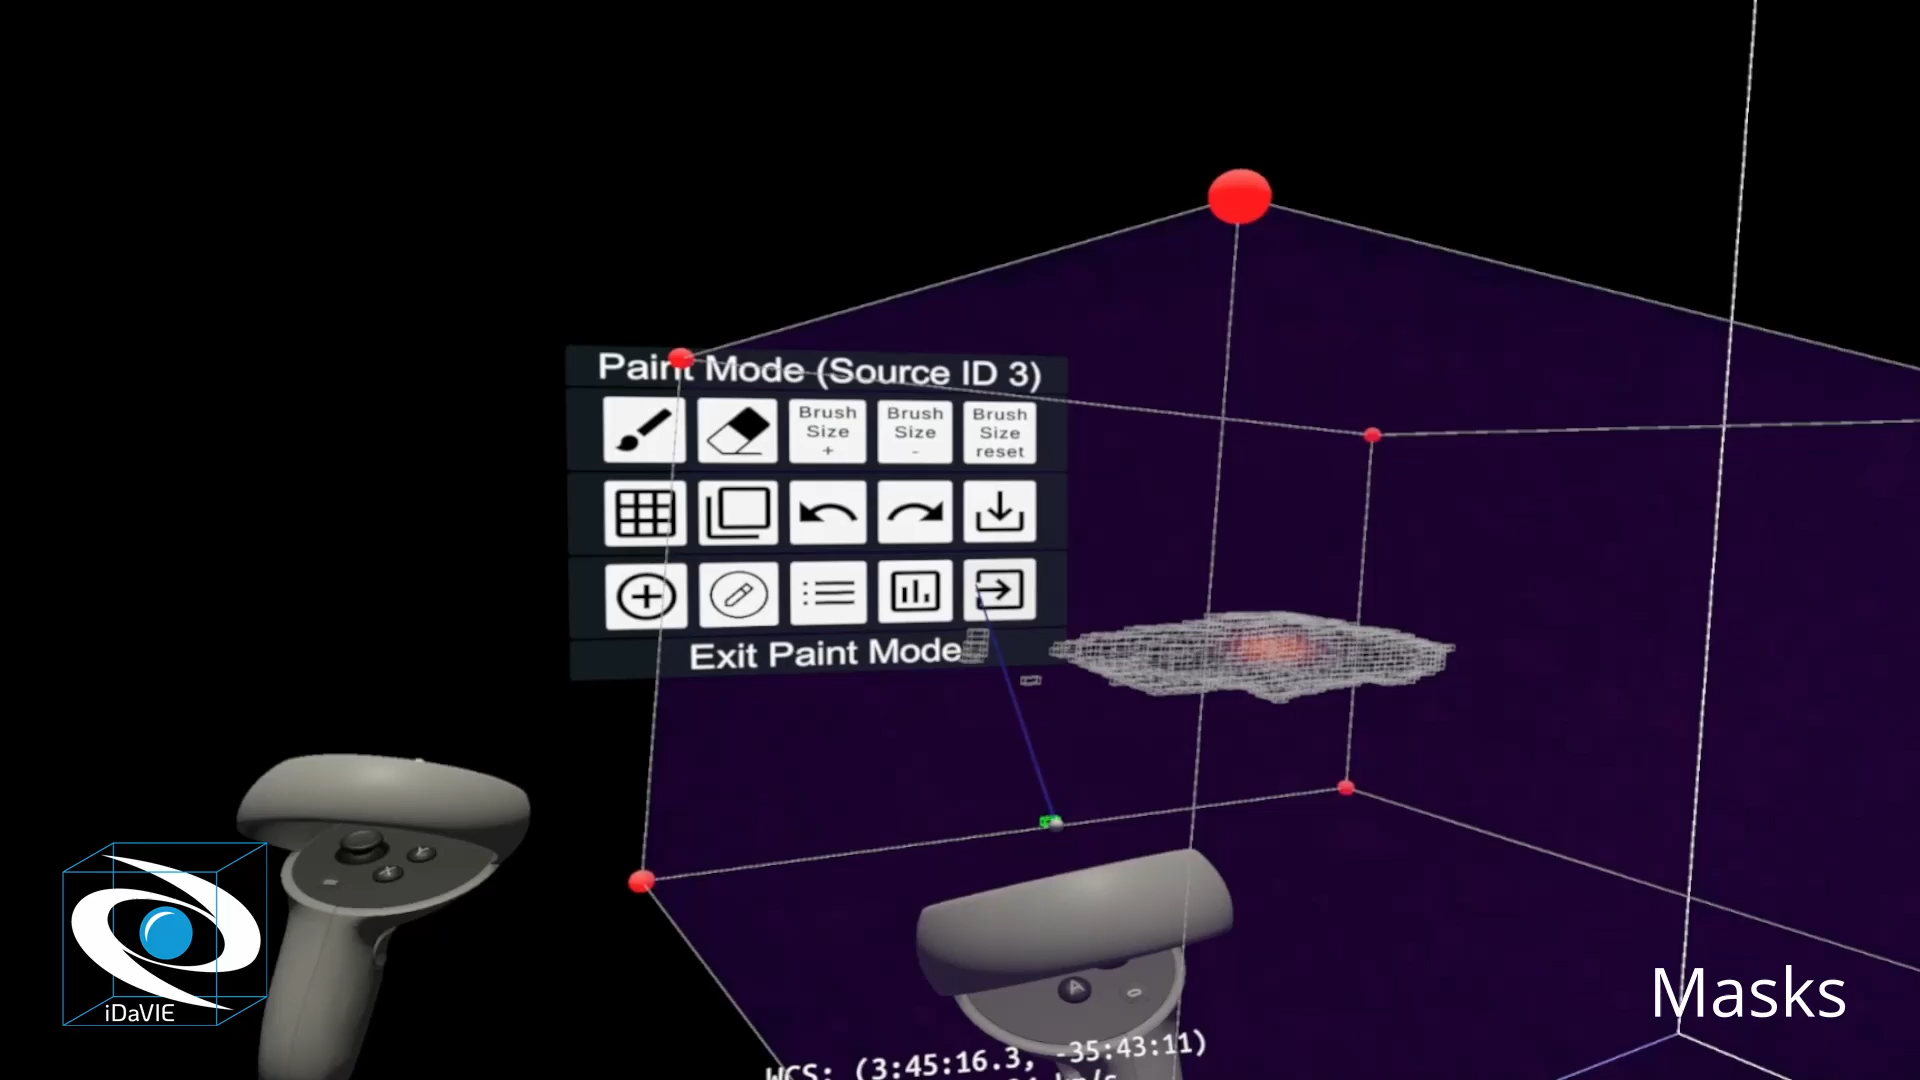 Paint Mode (Source ID 3)
Brush Size +
Brush Size -
Brush Size reset
Exit Paint Mode
Y
X
A
iDaVIE
Masks
WCS: (3:45:16.3, -35:43:11)